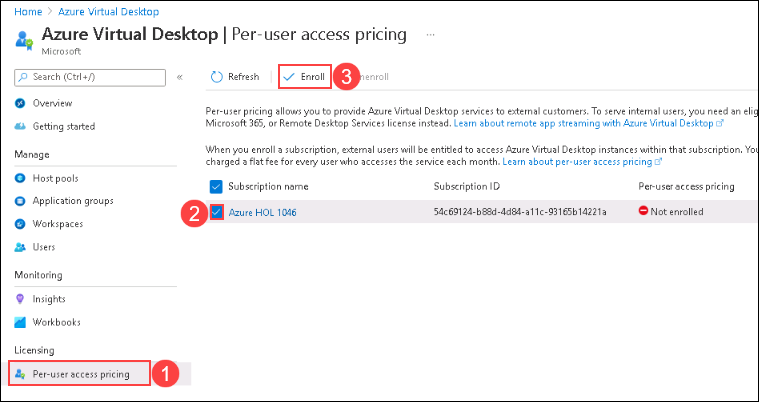 Home > Azure Virtual Desktop >
Azure Virtual Desktop | Per-user access pricing ...
Microsoft
Search (Ctrl+/)
«
Refresh
Enroll
3
nenroll
Overview
Getting started
Manage
Host pools
Application groups
Workspaces
Users
Monitoring
Insights
Workbooks
Licensing
Per-user access pricing
1
Per-user pricing allows you to provide Azure Virtual Desktop services to external customers. To serve internal users, you need an elig
Microsoft 365, or Remote Desktop Services license instead. Learn about remote app streaming with Azure Virtual Desktop
When you enroll a subscription, external users will be entitled to access Azure Virtual Desktop instances within that subscription. You
charged a flat fee for every user who accesses the service each month. Learn about per-user access pricing
Subscription name Subscription ID Per-user access pricing
2 Azure HOL 1046 54c69124-b88d-4d84-a11c-93165b14221a Not enrolled